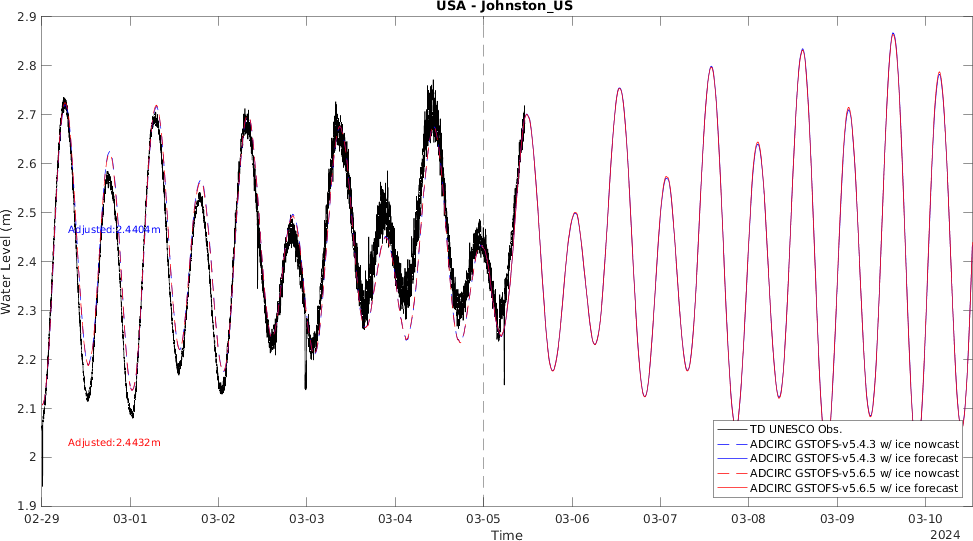 USA - Johnston_US
2.9
2.8
2.7
2.6
2.5
2.4
2.3
2.2
2.1
2
1.9
Water Level (m)
Adjusted:2.4404m
Adjusted:2.4432m
TD UNESCO Obs.
ADCIRC GSTOFS-v5.4.3 w/ ice nowcast
ADCIRC GSTOFS-v5.4.3 w/ ice forecast
ADCIRC GSTOFS-v5.6.5 w/ ice nowcast
ADCIRC GSTOFS-v5.6.5 w/ ice forecast
02-29 03-01 03-02 03-03 03-04 03-05 03-06 03-07 03-08 03-09 03-10
Time
2024